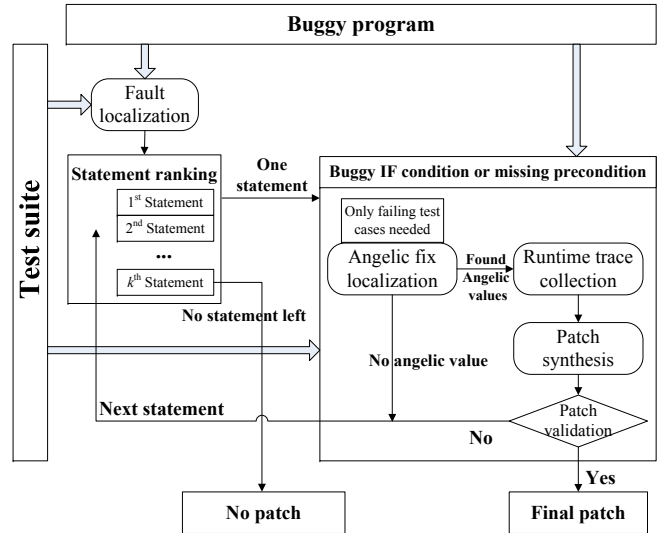 Buggy program
Test suite
Fault
localization
Statement ranking
1st Statement
2nd Statement
...
kth Statement
One
statement
No statement left
Next statement
Buggy IF condition or missing precondition
Only failing test
cases needed
Angelic fix
localization
Found
Angelic
values
Runtime trace
collection
Patch
synthesis
No angelic value
Patch
validation
No
Yes
No patch
Final patch